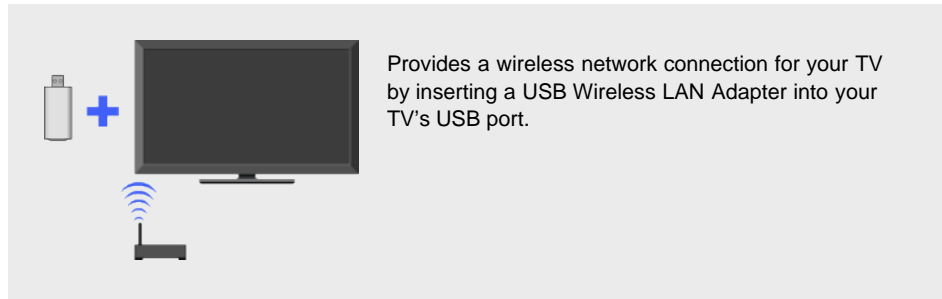 Provides a wireless network connection for your TV
by inserting a USB Wireless LAN Adapter into your
TV's USB port.